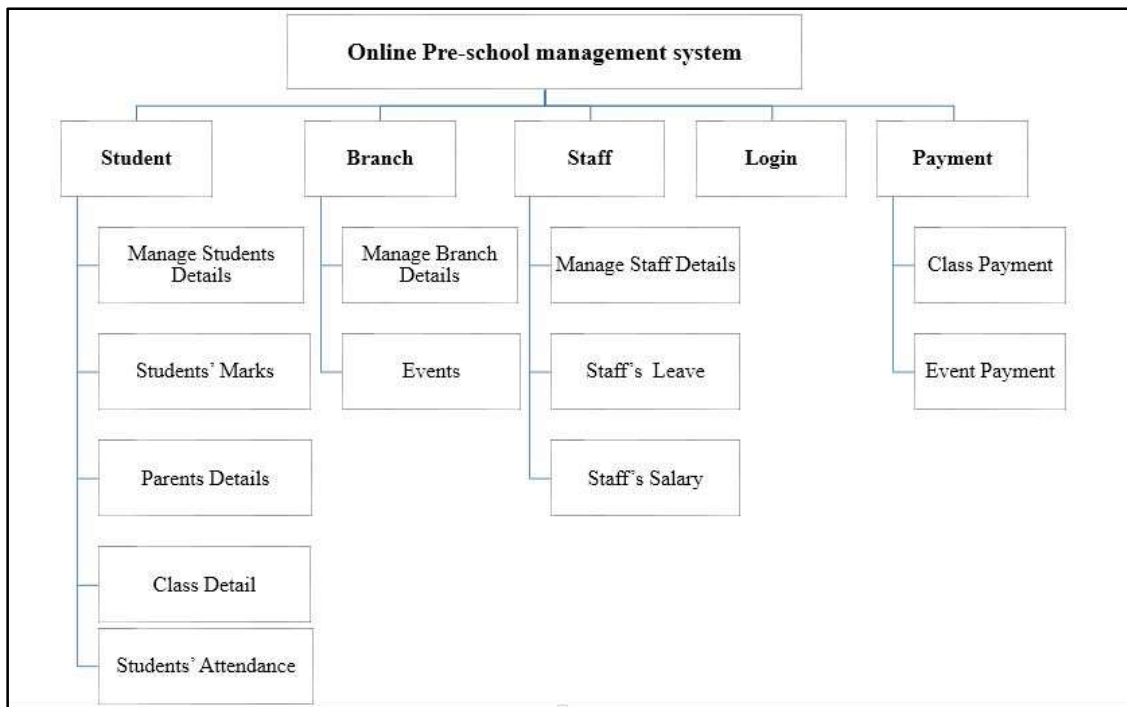 Online Pre-school management system
Student
Branch
Staff
Login
Payment
Manage Students
Details
Manage Branch
Details
Manage Staff Details
Class Payment
Students’ Marks
Events
Staff’s Leave
Event Payment
Parents Details
Staff’s Salary
Class Detail
Students’ Attendance